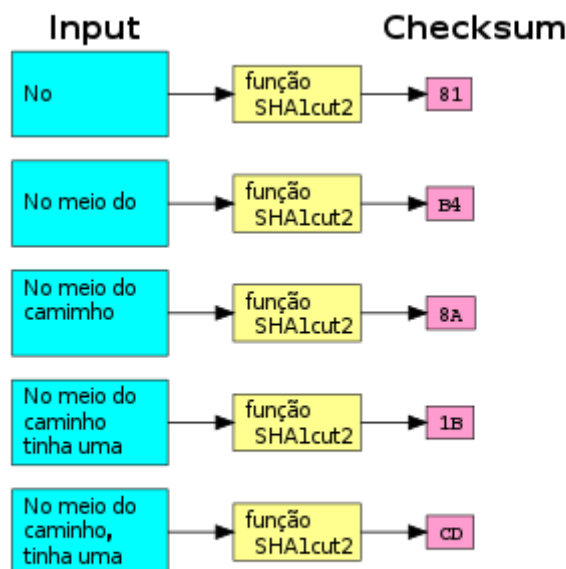 Input
Checksum
No
função
SHA1cut2
81
No meio do
função
SHA1cut2
B4
No meio do
camimho
função
SHA1cut2
8A
No meio do
caminho
tinha uma
função
SHA1cut2
1B
No meio do
caminho,
tinha uma
função
SHA1cut2
CD